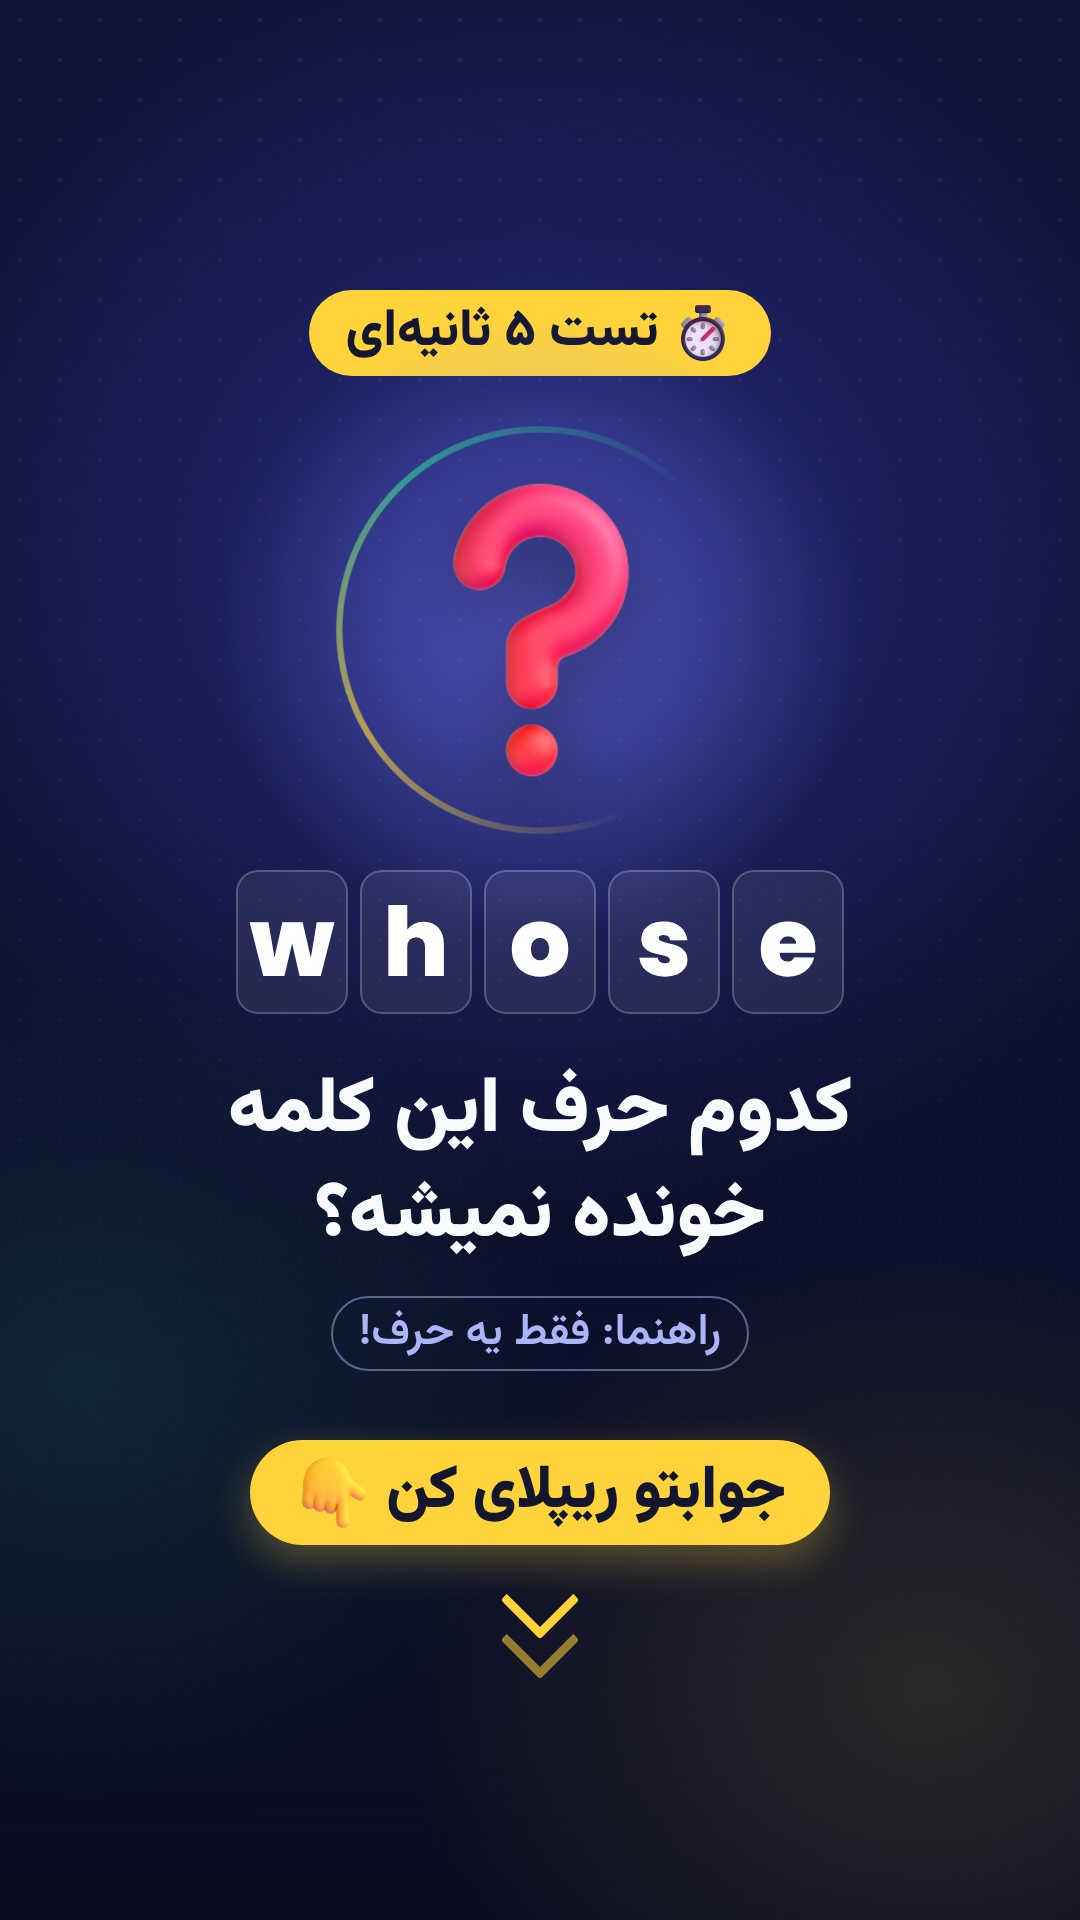 ⏱️ تست ۵ ثانیه‌ای
?
whose
کدوم حرف این کلمه
خونده نمیشه؟
راهنما: فقط یه حرف!
جوابتو ریپلای کن 👇